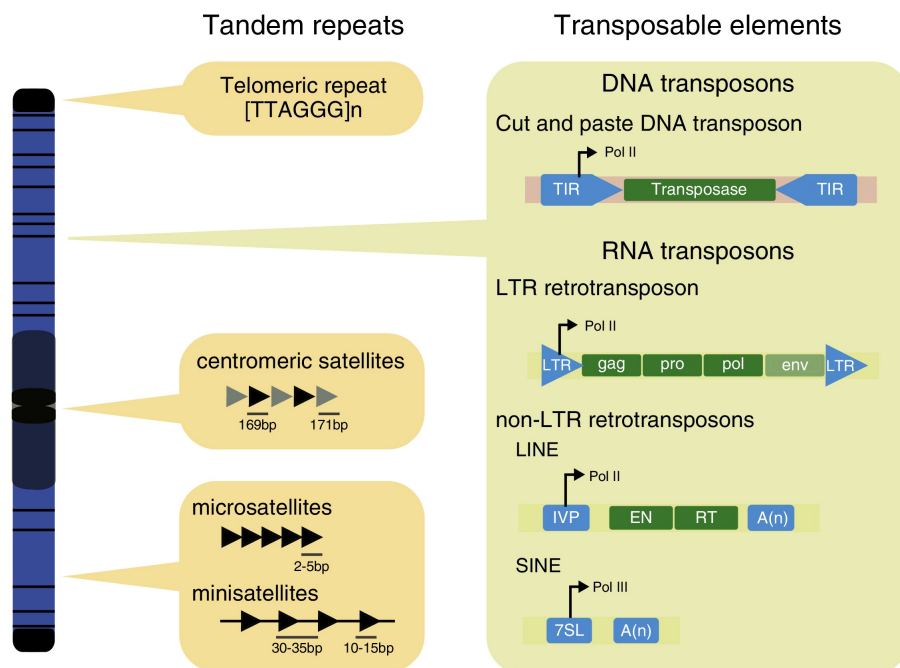 Tandem repeats
Telomeric repeat
[TTAGGG]n
centromeric satellites
169bp 171bp
microsatellites
2-5bp
minisatellites
30-35bp 10-15bp
Transposable elements
DNA transposons
Cut and paste DNA transposon
Pol II
TIR Transposase TIR
RNA transposons
LTR retrotransposon
Pol II
LTR gag pro pol env LTR
non-LTR retrotransposons
LINE
Pol II
IVP EN RT A(n)
SINE
Pol III
7SL A(n)